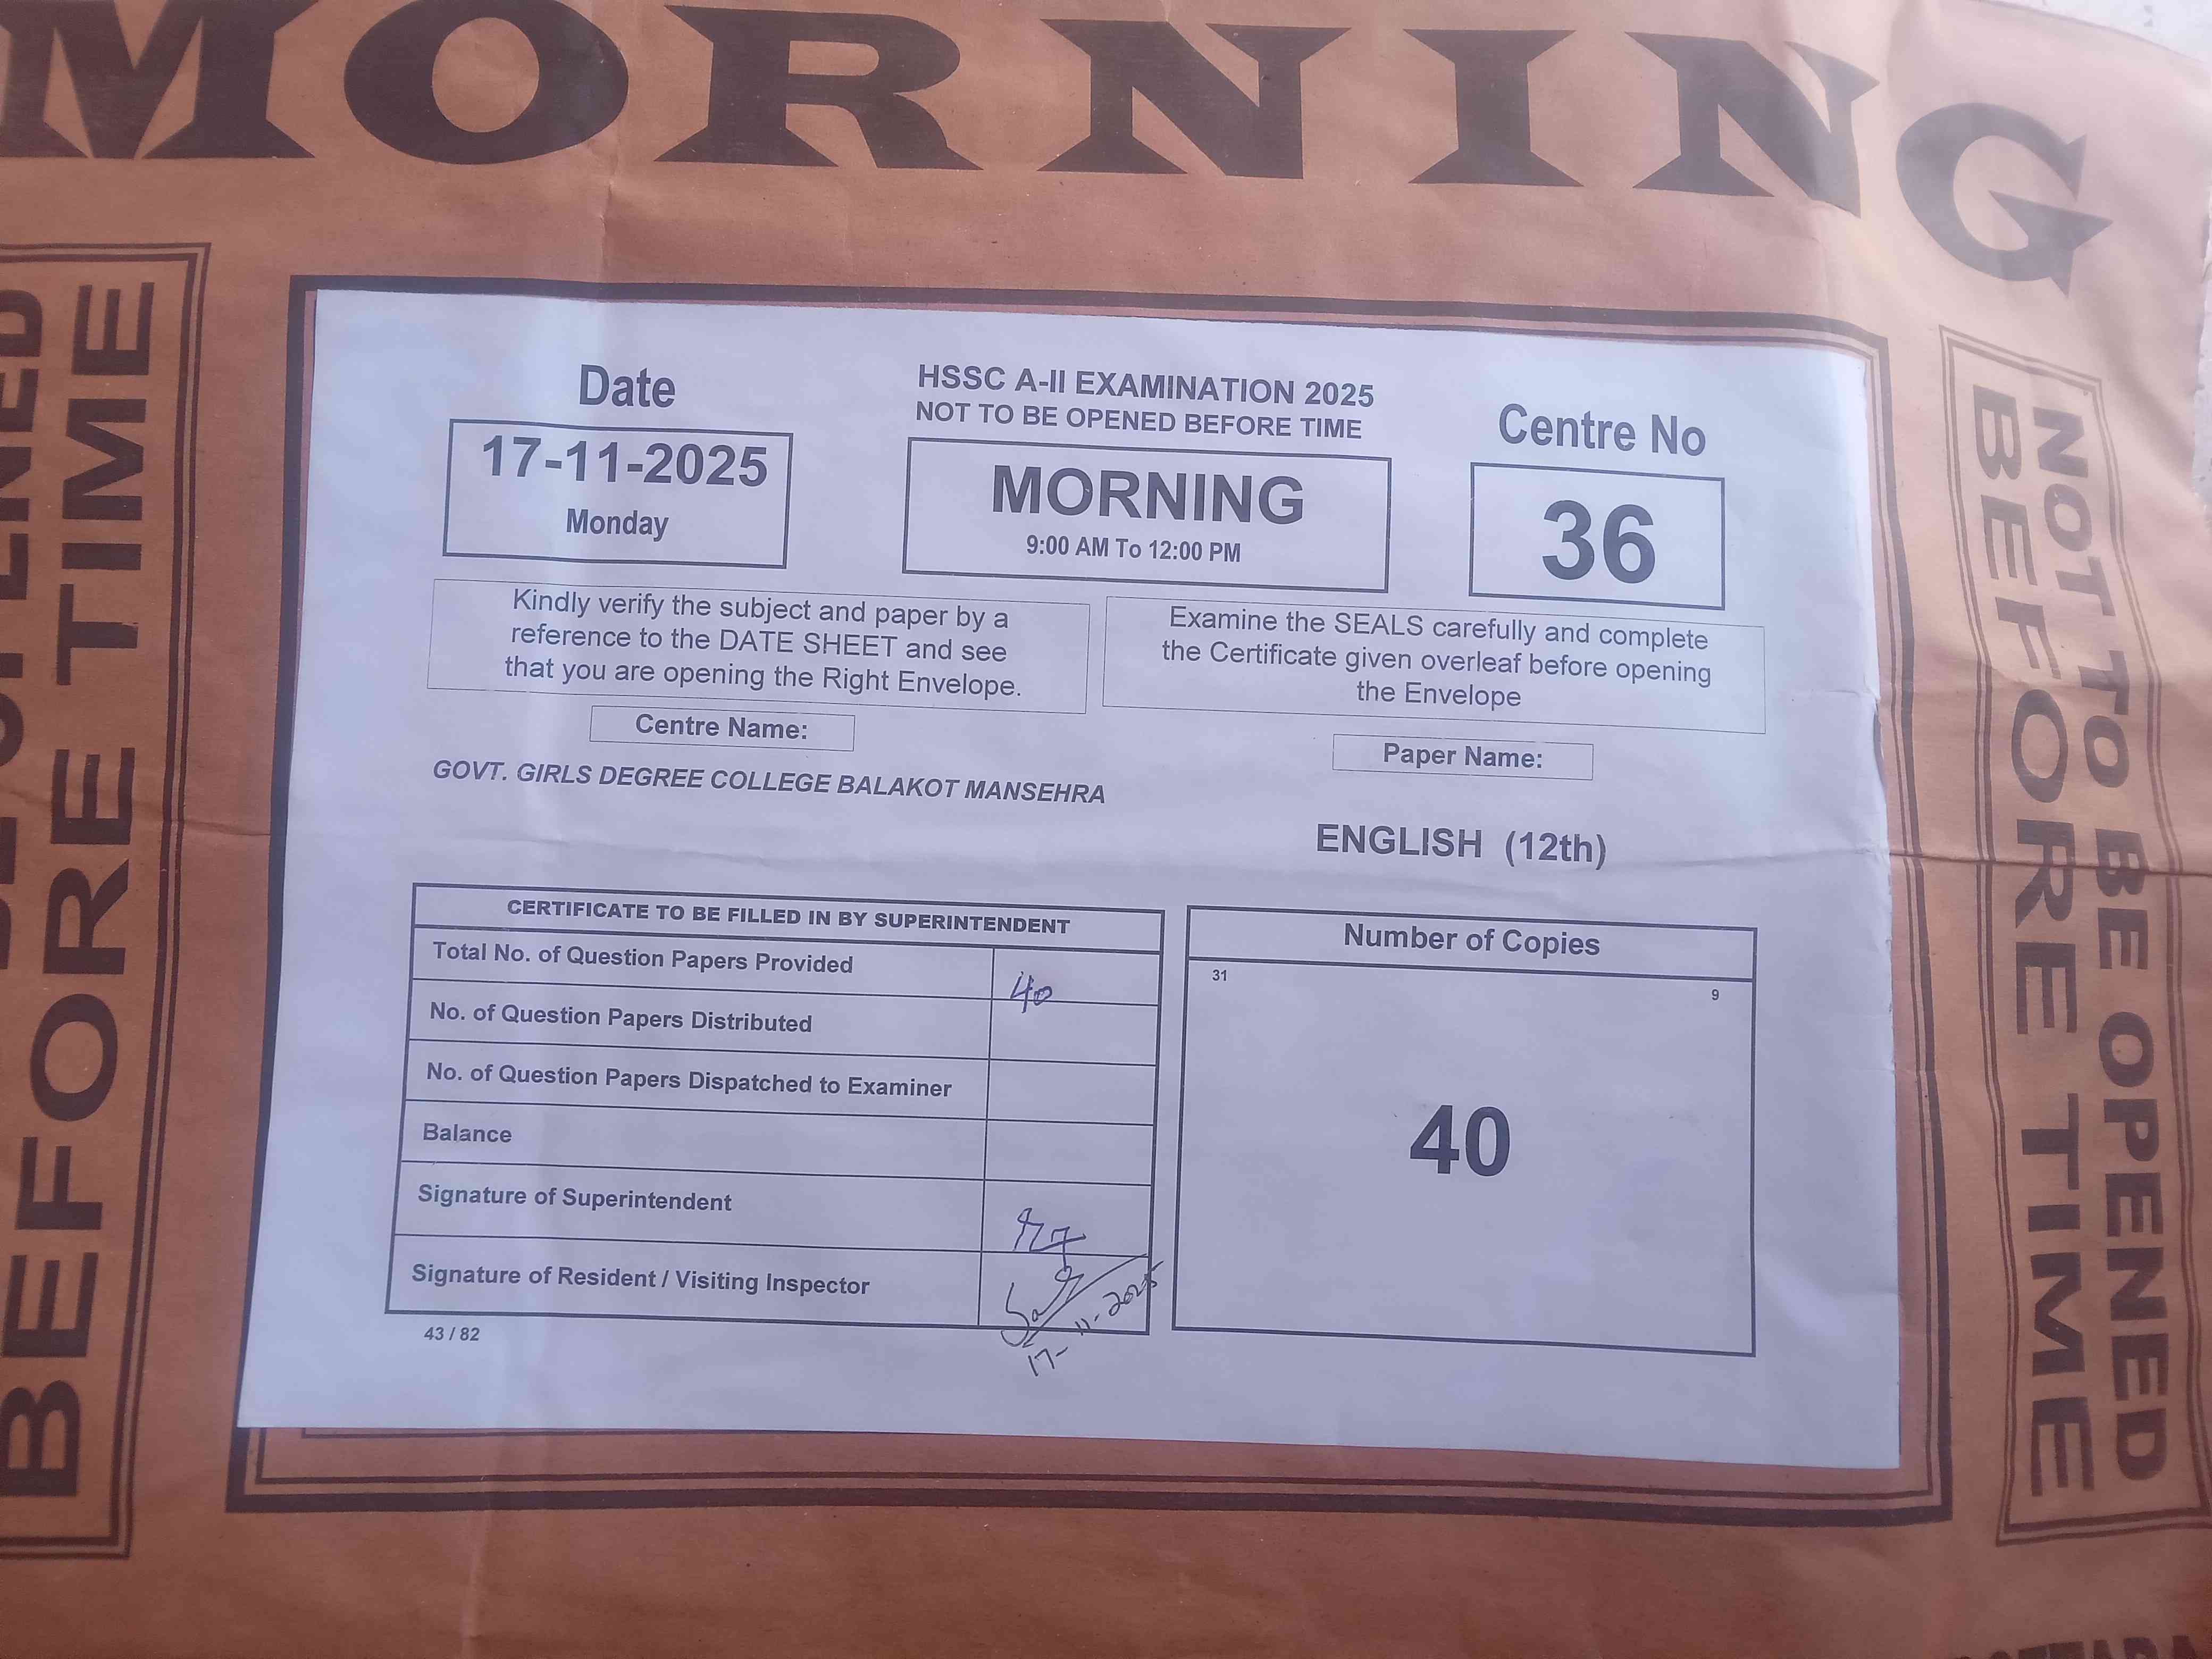 MORNING
BEFORE TIME
NOT TO BE OPENED
BEFORE TIME
Date
17-11-2025
Monday
HSSC A-II EXAMINATION 2025
NOT TO BE OPENED BEFORE TIME
MORNING
9:00 AM To 12:00 PM
Centre No
36
Kindly verify the subject and paper by a
reference to the DATE SHEET and see
that you are opening the Right Envelope.
Examine the SEALS carefully and complete
the Certificate given overleaf before opening
the Envelope
Centre Name:
GOVT. GIRLS DEGREE COLLEGE BALAKOT MANSEHRA
Paper Name:
ENGLISH (12th)
CERTIFICATE TO BE FILLED IN BY SUPERINTENDENT
Total No. of Question Papers Provided 40
No. of Question Papers Distributed
No. of Question Papers Dispatched to Examiner
Balance
Signature of Superintendent
Signature of Resident / Visiting Inspector
17-11-2025
43 / 82
Number of Copies
31 9
40